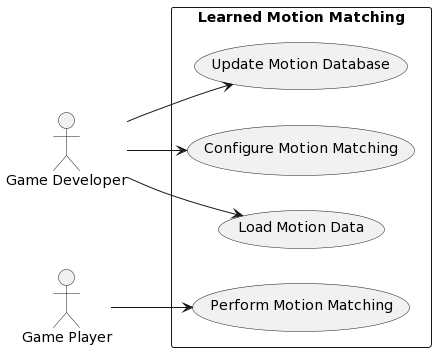 Learned Motion Matching
Update Motion Database
Configure Motion Matching
Game Developer
Load Motion Data
Perform Motion Matching
Game Player